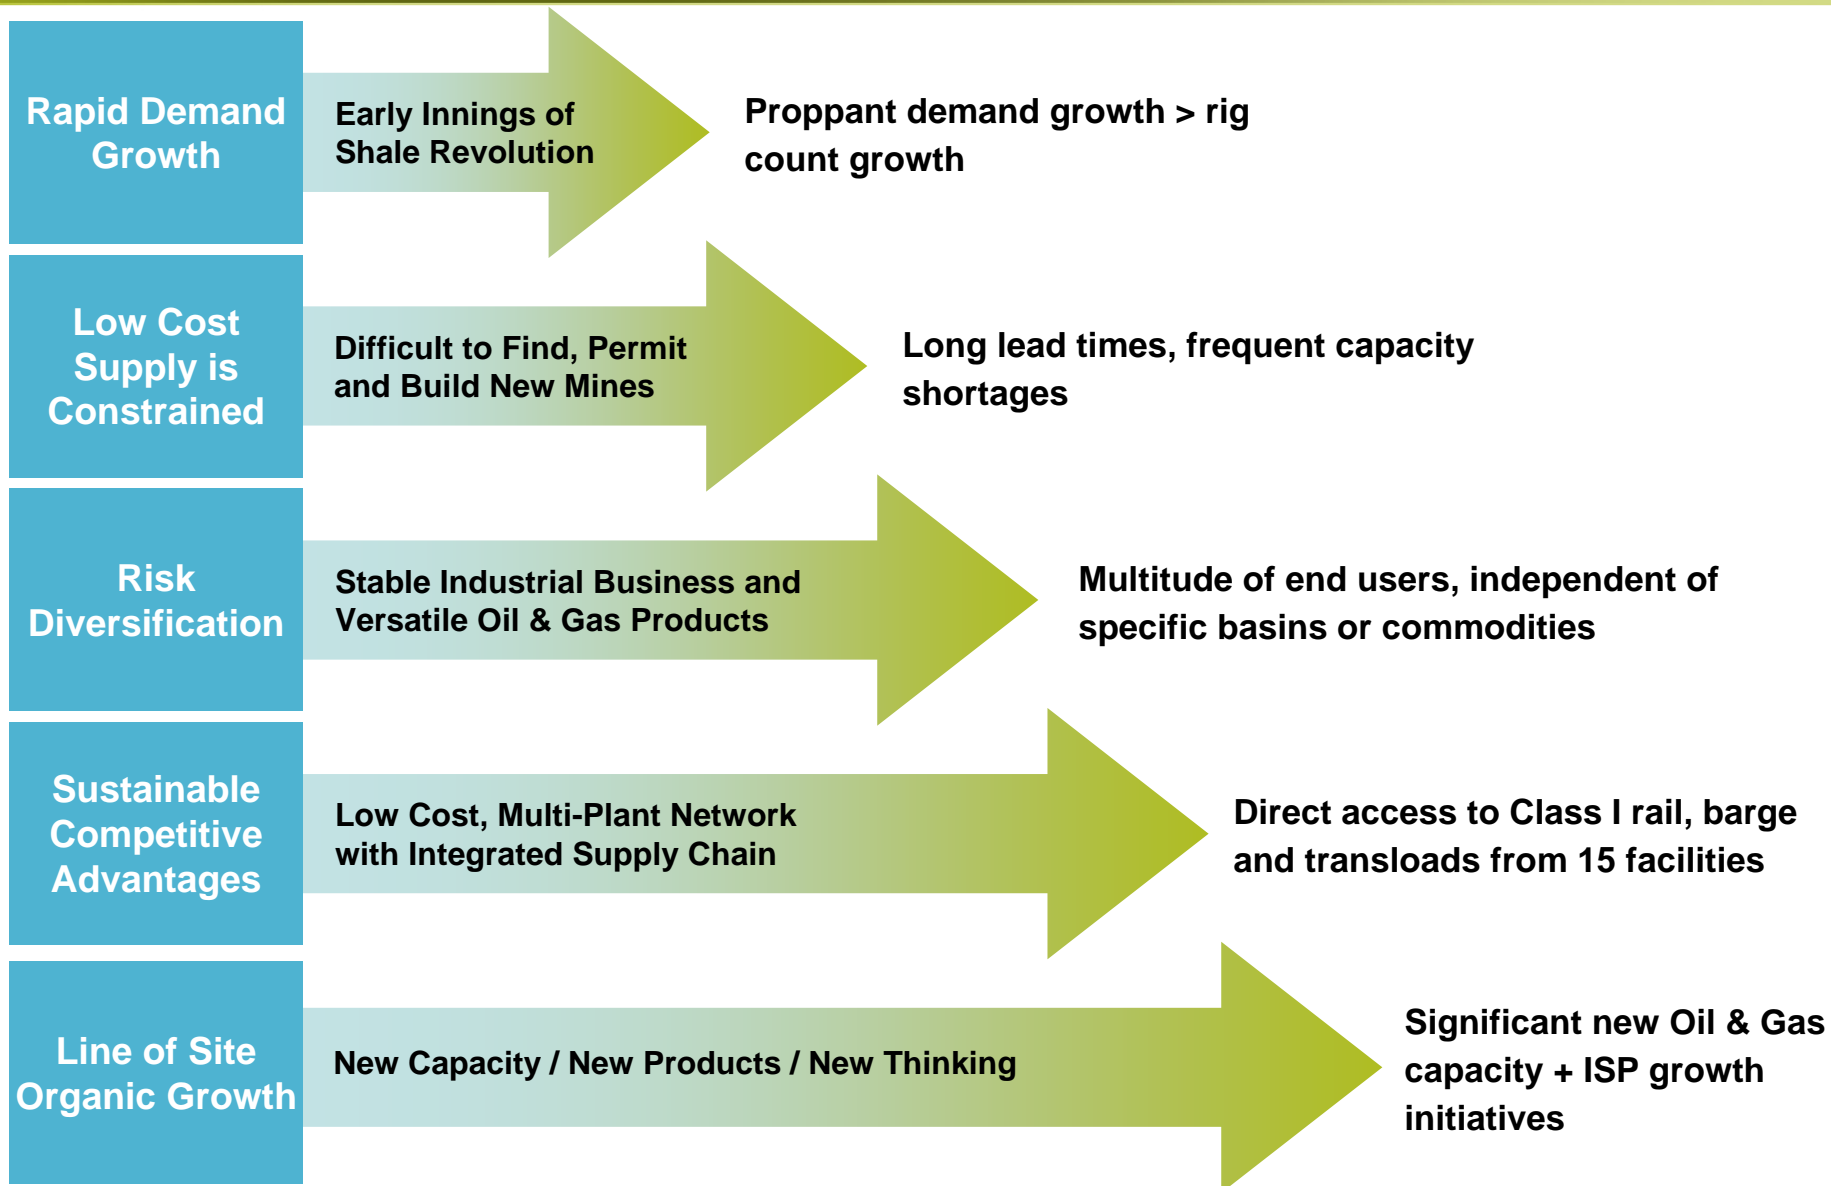 Rapid Demand
Growth
Early Innings of
Shale Revolution
Proppant demand growth > rig
count growth
Low Cost
Supply is
Constrained
Difficult to Find, Permit
and Build New Mines
Long lead times, frequent capacity
shortages
Risk
Diversification
Stable Industrial Business and
Versatile Oil & Gas Products
Multitude of end users, independent of
specific basins or commodities
Sustainable
Competitive
Advantages
Low Cost, Multi-Plant Network
with Integrated Supply Chain
Direct access to Class I rail, barge
and transloads from 15 facilities
Line of Site
Organic Growth
New Capacity / New Products / New Thinking
Significant new Oil & Gas
capacity + ISP growth
initiatives